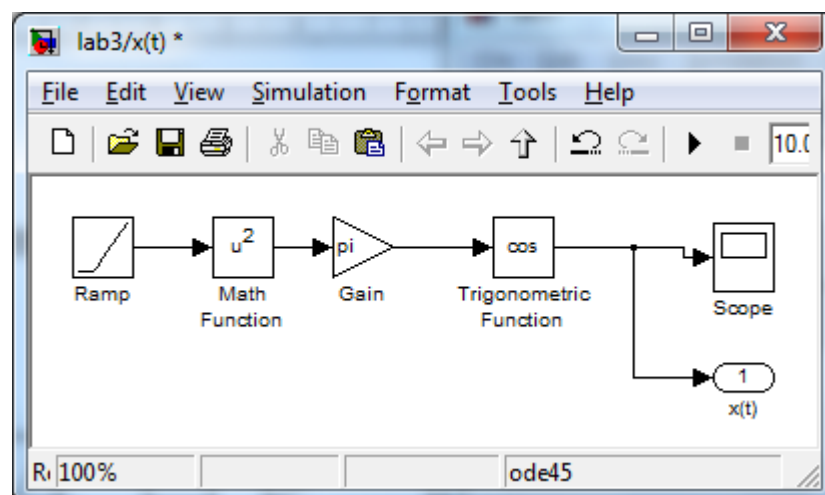 lab3/x(t) *
File Edit View Simulation Format Tools Help
10.0
u2 pi cos
Ramp Math Function Gain Trigonometric Function Scope
1
x(t)
100% ode45